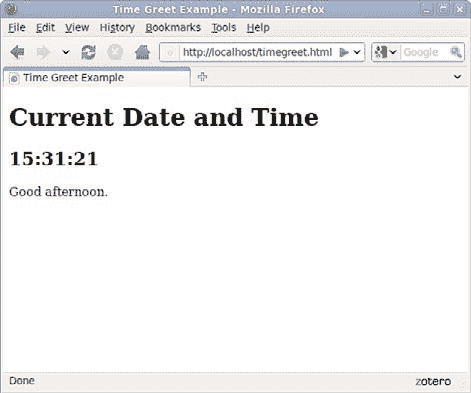 Time Greet Example - Mozilla Firefox
File Edit View History Bookmarks Tools Help
http://localhost/timegreet.html Google
Time Greet Example
Current Date and Time
15:31:21
Good afternoon.
Done zotero